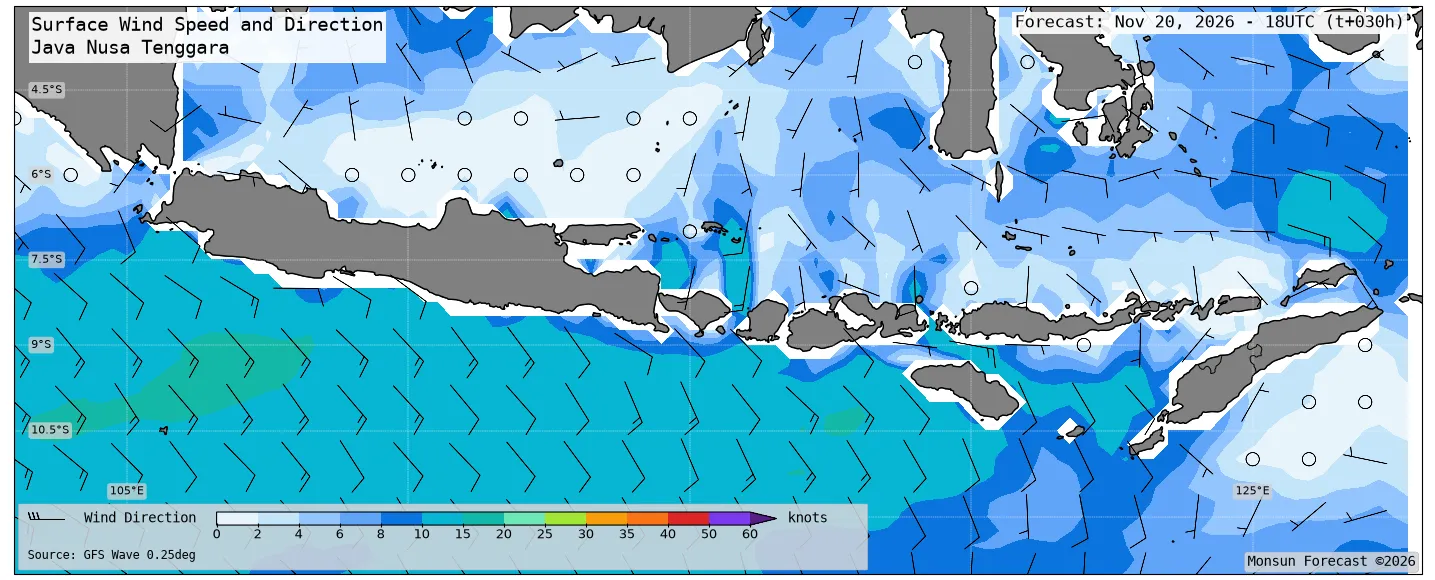 Surface Wind Speed and Direction
Java Nusa Tenggara
Forecast: Nov 20, 2026 - 18UTC (t+030h)
4.5°S
6°S
7.5°S
9°S
10.5°S
105°E
125°E
Wind Direction
0 2 4 6 8 10 15 20 25 30 35 40 50 60
knots
Source: GFS Wave 0.25deg
Monsun Forecast ©2026